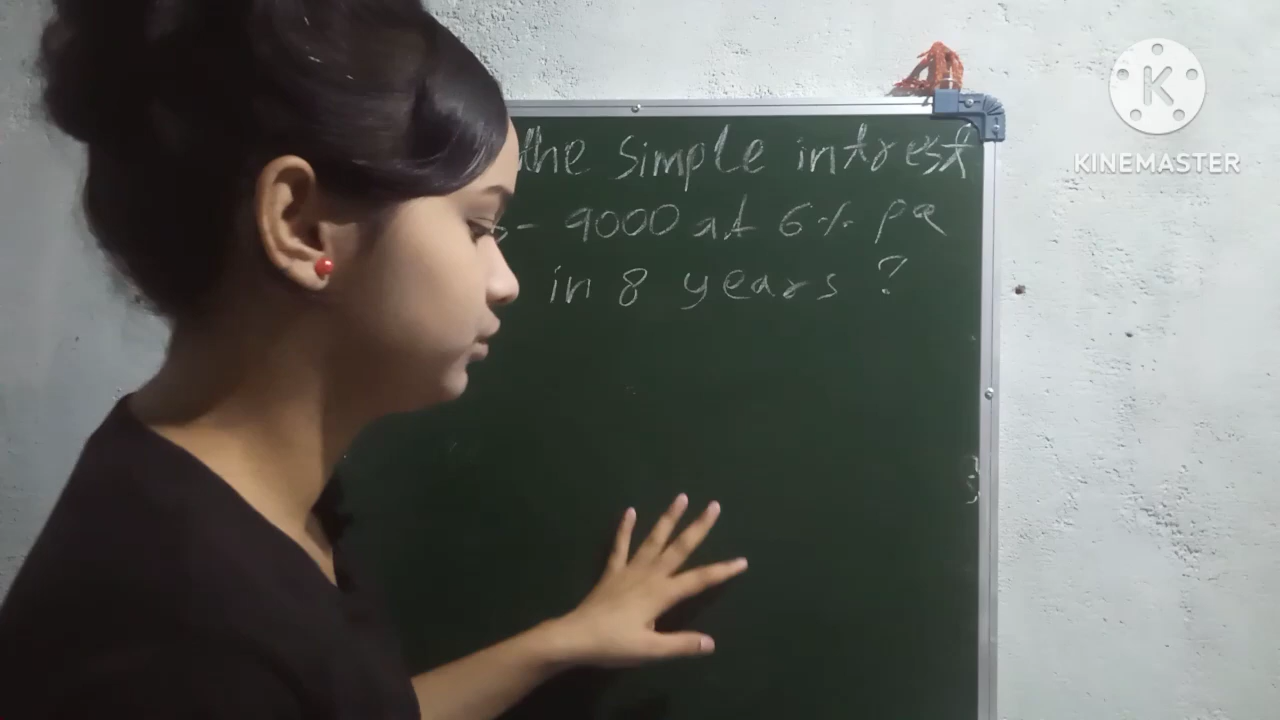 the simple intrest
- 9000 at 6% pa
in 8 years ?
KINEMASTER